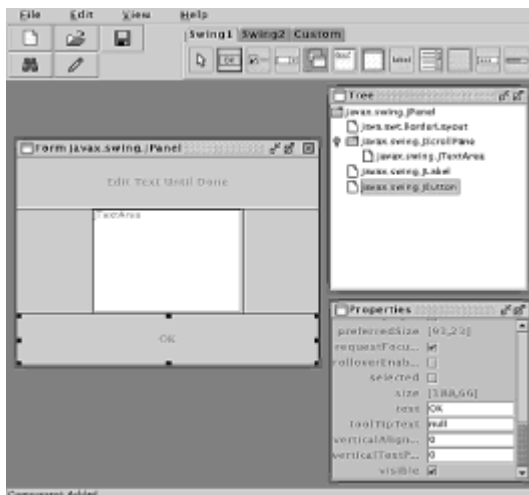 File Edit View Help
Swing1 Swing2 Custom
OK label
Tree
javax.swing.JPanel
java.awt.BorderLayout
javax.swing.JScrollPane
javax.swing.JTextArea
javax.swing.JLabel
javax.swing.JButton
Form javax.swing.JPanel
Edit Text Until Done
JTextArea
OK
Properties
preferredSize [93,23]
requestFocu...
rolloverEnab...
selected
size [388,66]
text OK
toolTipText null
verticalAlign... 0
verticalTextP... 0
visible
Component Added